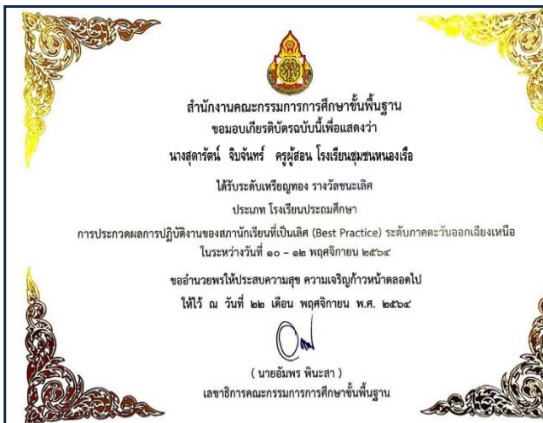 สำนักงานคณะกรรมการการศึกษาขั้นพื้นฐาน
ขอมอบเกียรติบัตรฉบับนี้เพื่อแสดงว่า
นางสุดารัตน์ จิบจันทร์ ครูผู้สอน โรงเรียนชุมชนหนองเรือ
ได้รับระดับเหรียญทอง รางวัลชนะเลิศ
ประเภท โรงเรียนประถมศึกษา
การประกวดผลการปฏิบัติงานของสภานักเรียนที่เป็นเลิศ (Best Practice) ระดับภาคตะวันออกเฉียงเหนือ
ในระหว่างวันที่ ๑๐ – ๑๒ พฤศจิกายน ๒๕๖๔
ขออำนวยพรให้ประสบความสุข ความเจริญก้าวหน้าตลอดไป
ให้ไว้ ณ วันที่ ๒๒ เดือน พฤศจิกายน พ.ศ. ๒๕๖๔
( นายอัมพร พินะสา )
เลขาธิการคณะกรรมการการศึกษาขั้นพื้นฐาน